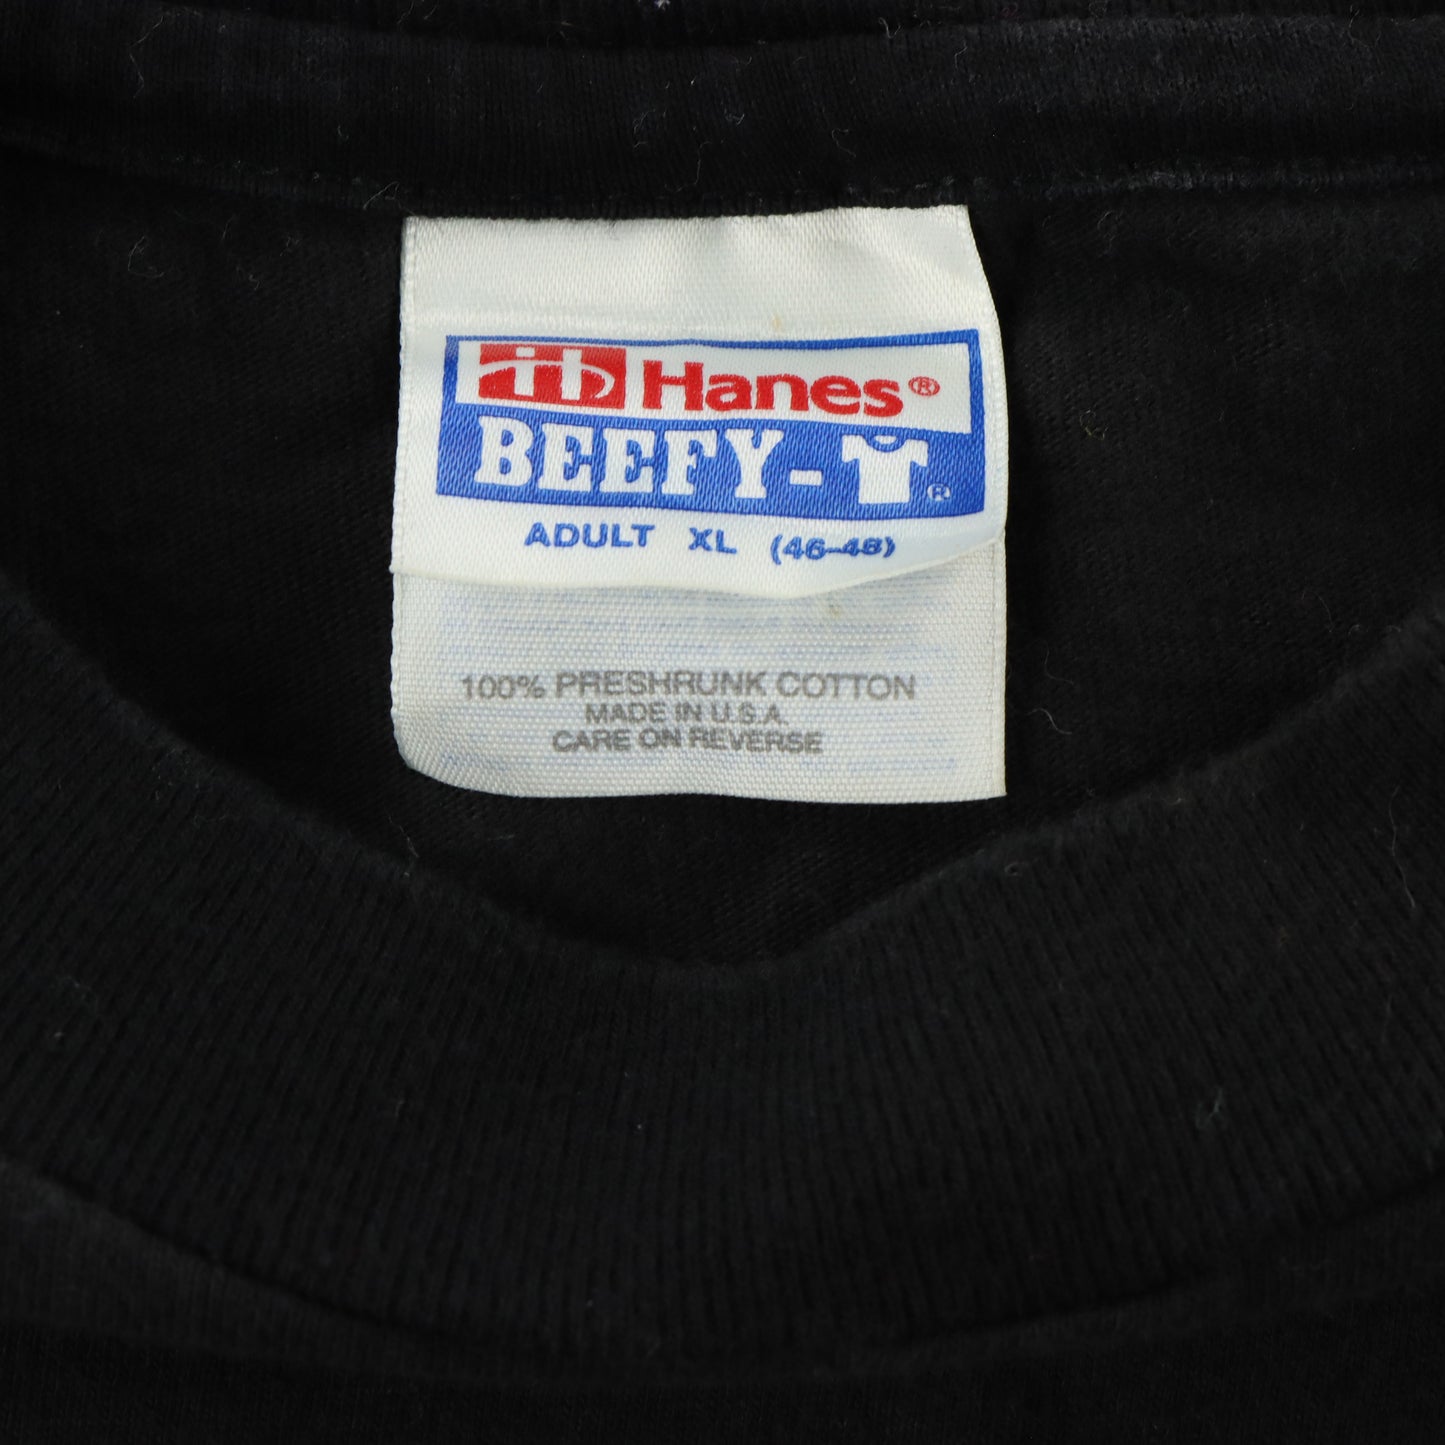 Hanes®
BEEFY-T®
ADULT XL (46-48)
100% PRESHRUNK COTTON
MADE IN U.S.A.
CARE ON REVERSE